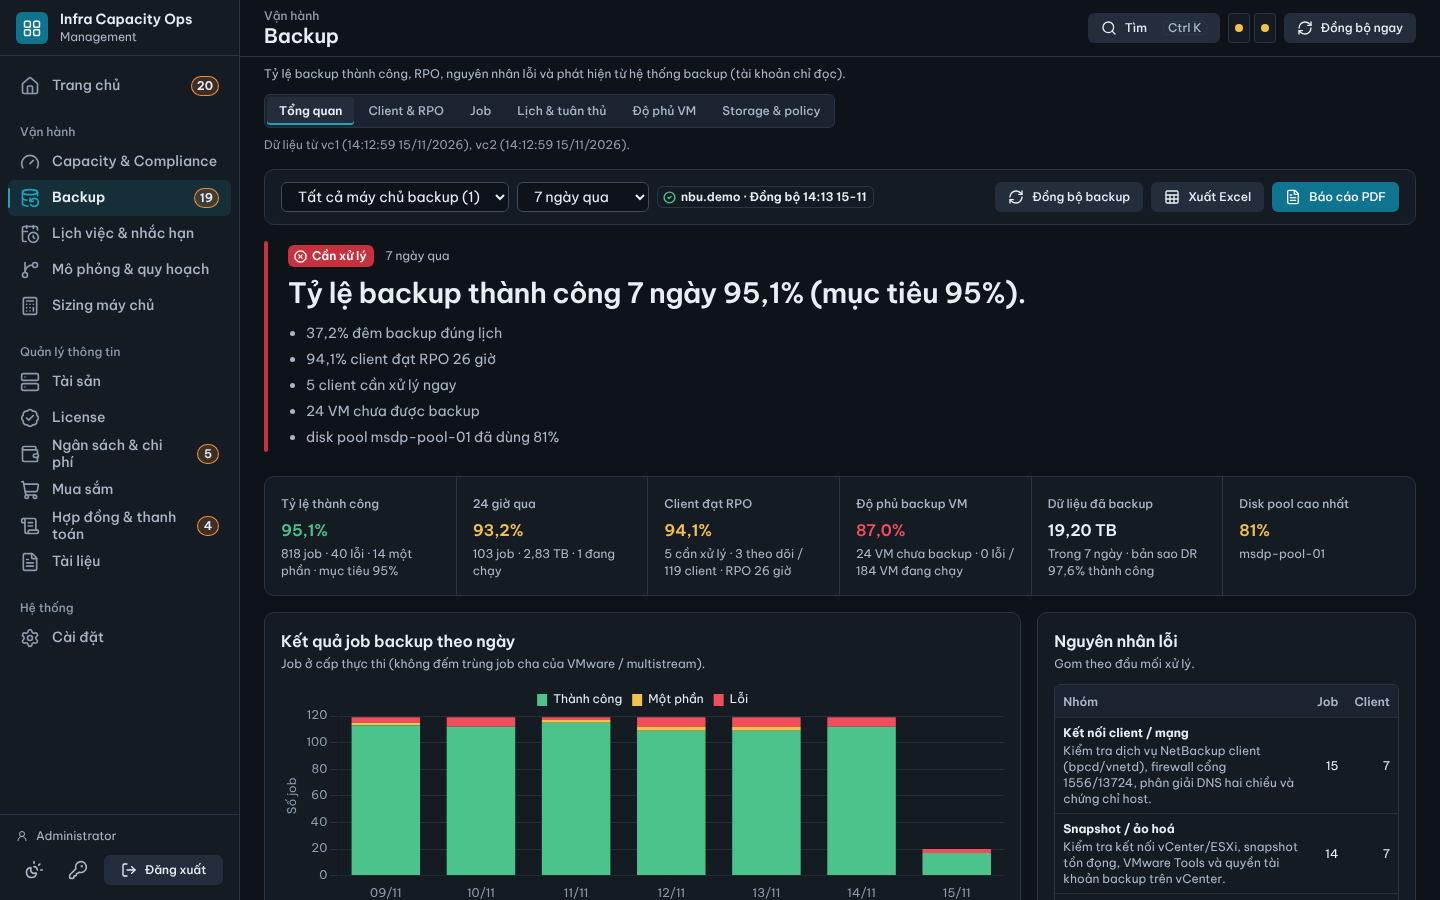 Infra Capacity Ops
Management
Trang chủ 20
Vận hành
Capacity & Compliance
Backup 19
Lịch việc & nhắc hạn
Mô phỏng & quy hoạch
Sizing máy chủ
Quản lý thông tin
Tài sản
License
Ngân sách & chi
phí 5
Mua sắm
Hợp đồng & thanh
toán 4
Tài liệu
Hệ thống
Cài đặt
Administrator
Đăng xuất
Vận hành
Backup
Tìm Ctrl K
Đồng bộ ngay
Tỷ lệ backup thành công, RPO, nguyên nhân lỗi và phát hiện từ hệ thống backup (tài khoản chỉ đọc).
Tổng quan Client & RPO Job Lịch & tuân thủ Độ phủ VM Storage & policy
Dữ liệu từ vc1 (14:12:59 15/11/2026), vc2 (14:12:59 15/11/2026).
Tất cả máy chủ backup (1) 7 ngày qua nbu.demo · Đồng bộ 14:13 15-11 Đồng bộ backup Xuất Excel Báo cáo PDF
Cần xử lý 7 ngày qua
Tỷ lệ backup thành công 7 ngày 95,1% (mục tiêu 95%).
• 37,2% đêm backup đúng lịch
• 94,1% client đạt RPO 26 giờ
• 5 client cần xử lý ngay
• 24 VM chưa được backup
• disk pool msdp-pool-01 đã dùng 81%
Tỷ lệ thành công
95,1%
818 job · 40 lỗi · 14 một
phần · mục tiêu 95%
24 giờ qua
93,2%
103 job · 2,83 TB · 1 đang
chạy
Client đạt RPO
94,1%
5 cần xử lý · 3 theo dõi /
119 client · RPO 26 giờ
Độ phủ backup VM
87,0%
24 VM chưa backup · 0 lỗi /
184 VM đang chạy
Dữ liệu đã backup
19,20 TB
Trong 7 ngày · bản sao DR
97,6% thành công
Disk pool cao nhất
81%
msdp-pool-01
Kết quả job backup theo ngày
Job ở cấp thực thi (không đếm trùng job cha của VMware / multistream).
Thành công Một phần Lỗi
Số job
120
100
80
60
40
20
0
09/11 10/11 11/11 12/11 13/11 14/11 15/11
Nguyên nhân lỗi
Gom theo đầu mối xử lý.
Nhóm Job Client
Kết nối client / mạng
Kiểm tra dịch vụ NetBackup client
(bpcd/vnetd), firewall cổng
1556/13724, phân giải DNS hai chiều và
chứng chỉ host.
15 7
Snapshot / ảo hoá
Kiểm tra kết nối vCenter/ESXi, snapshot
tồn đọng, VMware Tools và quyền tài
khoản backup trên vCenter.
14 7